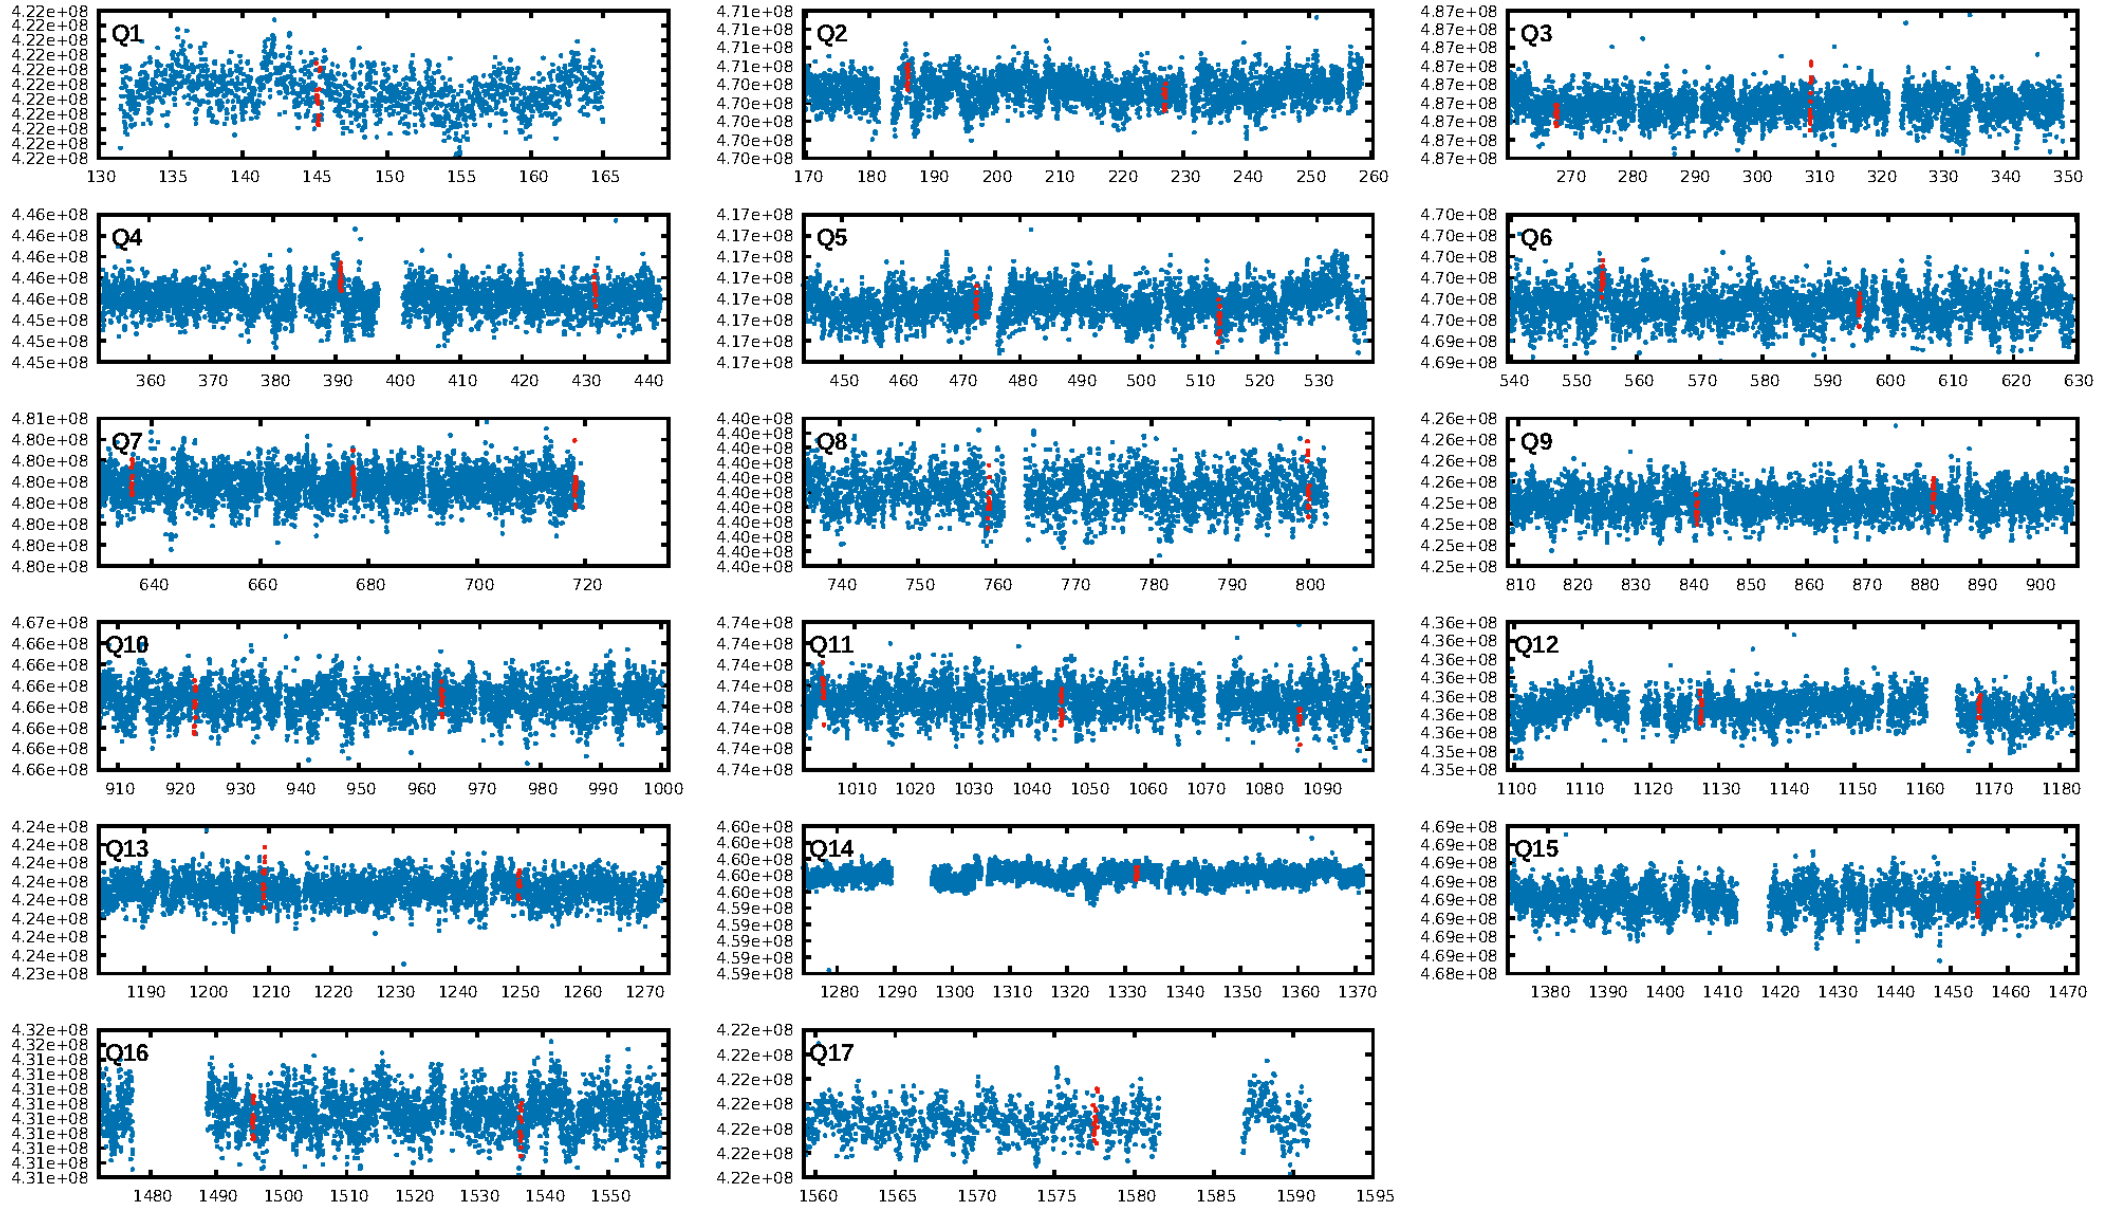 4.22e+08
4.22e+08
4.22e+08
4.22e+08
4.22e+08
4.22e+08
4.22e+08
4.22e+08
4.22e+08
4.22e+08
4.22e+08
Q1
130 135 140 145 150 155 160 165
4.71e+08
4.71e+08
4.71e+08
4.71e+08
4.70e+08
4.70e+08
4.70e+08
4.70e+08
4.70e+08
Q2
170 180 190 200 210 220 230 240 250 260
4.87e+08
4.87e+08
4.87e+08
4.87e+08
4.87e+08
4.87e+08
4.87e+08
4.87e+08
4.87e+08
Q3
270 280 290 300 310 320 330 340 350
4.46e+08
4.46e+08
4.46e+08
4.46e+08
4.46e+08
4.45e+08
4.45e+08
4.45e+08
Q4
360 370 380 390 400 410 420 430 440
4.17e+08
4.17e+08
4.17e+08
4.17e+08
4.17e+08
4.17e+08
4.17e+08
4.17e+08
Q5
450 460 470 480 490 500 510 520 530
4.70e+08
4.70e+08
4.70e+08
4.70e+08
4.70e+08
4.70e+08
4.69e+08
4.69e+08
Q6
540 550 560 570 580 590 600 610 620 630
4.81e+08
4.80e+08
4.80e+08
4.80e+08
4.80e+08
4.80e+08
4.80e+08
4.80e+08
Q7
640 660 680 700 720
4.40e+08
4.40e+08
4.40e+08
4.40e+08
4.40e+08
4.40e+08
4.40e+08
4.40e+08
4.40e+08
4.40e+08
4.40e+08
Q8
740 750 760 770 780 790 800
4.26e+08
4.26e+08
4.26e+08
4.26e+08
4.25e+08
4.25e+08
4.25e+08
4.25e+08
Q9
810 820 830 840 850 860 870 880 890 900
4.67e+08
4.66e+08
4.66e+08
4.66e+08
4.66e+08
4.66e+08
4.66e+08
4.66e+08
Q10
910 920 930 940 950 960 970 980 990 1000
4.74e+08
4.74e+08
4.74e+08
4.74e+08
4.74e+08
4.74e+08
4.74e+08
4.74e+08
Q11
1010 1020 1030 1040 1050 1060 1070 1080 1090
4.36e+08
4.36e+08
4.36e+08
4.36e+08
4.36e+08
4.36e+08
4.36e+08
4.35e+08
4.35e+08
Q12
1100 1110 1120 1130 1140 1150 1160 1170 1180
4.24e+08
4.24e+08
4.24e+08
4.24e+08
4.24e+08
4.24e+08
4.24e+08
4.24e+08
4.23e+08
Q13
1190 1200 1210 1220 1230 1240 1250 1260 1270
4.60e+08
4.60e+08
4.60e+08
4.60e+08
4.60e+08
4.59e+08
4.59e+08
4.59e+08
4.59e+08
4.59e+08
Q14
1280 1290 1300 1310 1320 1330 1340 1350 1360 1370
4.69e+08
4.69e+08
4.69e+08
4.69e+08
4.69e+08
4.69e+08
4.69e+08
4.69e+08
4.68e+08
Q15
1380 1390 1400 1410 1420 1430 1440 1450 1460 1470
4.32e+08
4.32e+08
4.31e+08
4.31e+08
4.31e+08
4.31e+08
4.31e+08
4.31e+08
4.31e+08
4.31e+08
4.31e+08
Q16
1480 1490 1500 1510 1520 1530 1540 1550
4.22e+08
4.22e+08
4.22e+08
4.22e+08
4.22e+08
4.22e+08
4.22e+08
Q17
1560 1565 1570 1575 1580 1585 1590 1595